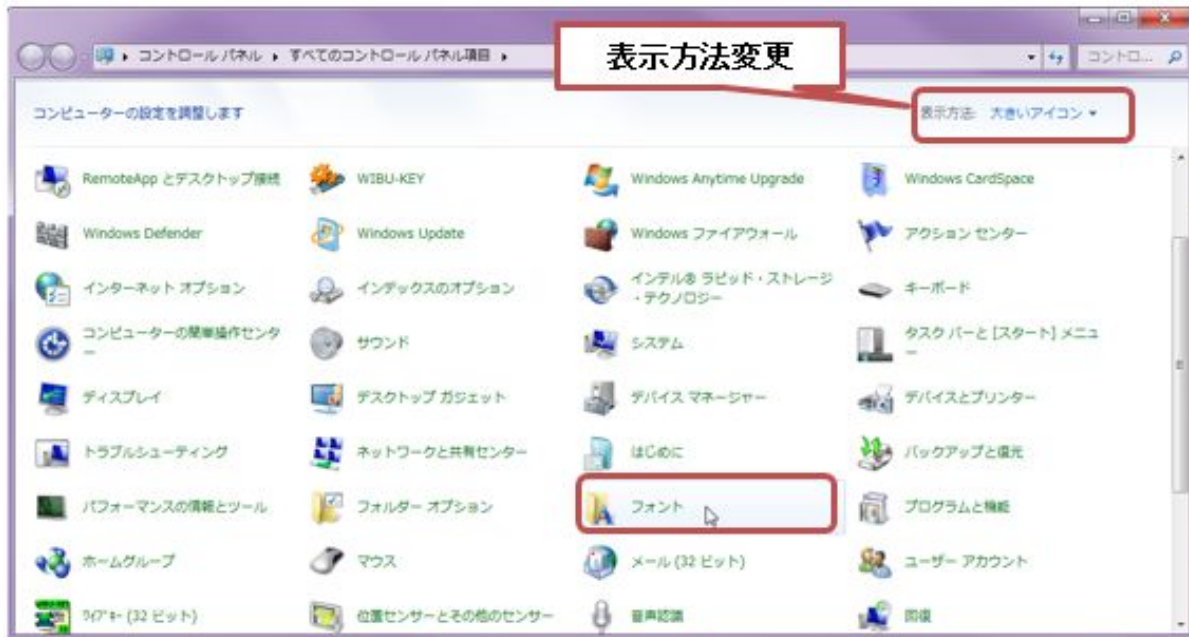 コントロール パネル
すべてのコントロール パネル項目
コントロ...
表示方法変更
コンピューターの設定を調整します
表示方法: 大きいアイコン
RemoteApp とデスクトップ接続
WIBU-KEY
Windows Anytime Upgrade
Windows CardSpace
Windows Defender
Windows Update
Windows ファイアウォール
アクション センター
インターネット オプション
インデックスのオプション
インテル® ラピッド・ストレージ
・テクノロジー
キーボード
コンピューターの簡単操作センタ
ー
サウンド
システム
タスク バーと [スタート] メニュ
ー
ディスプレイ
デスクトップ ガジェット
デバイス マネージャー
デバイスとプリンター
トラブルシューティング
ネットワークと共有センター
はじめに
バックアップと復元
パフォーマンスの情報とツール
フォルダー オプション
フォント
プログラムと機能
ホームグループ
マウス
メール (32 ビット)
ユーザー アカウント
(32 ビット)
位置センサーとその他のセンサー
音声認識
回復